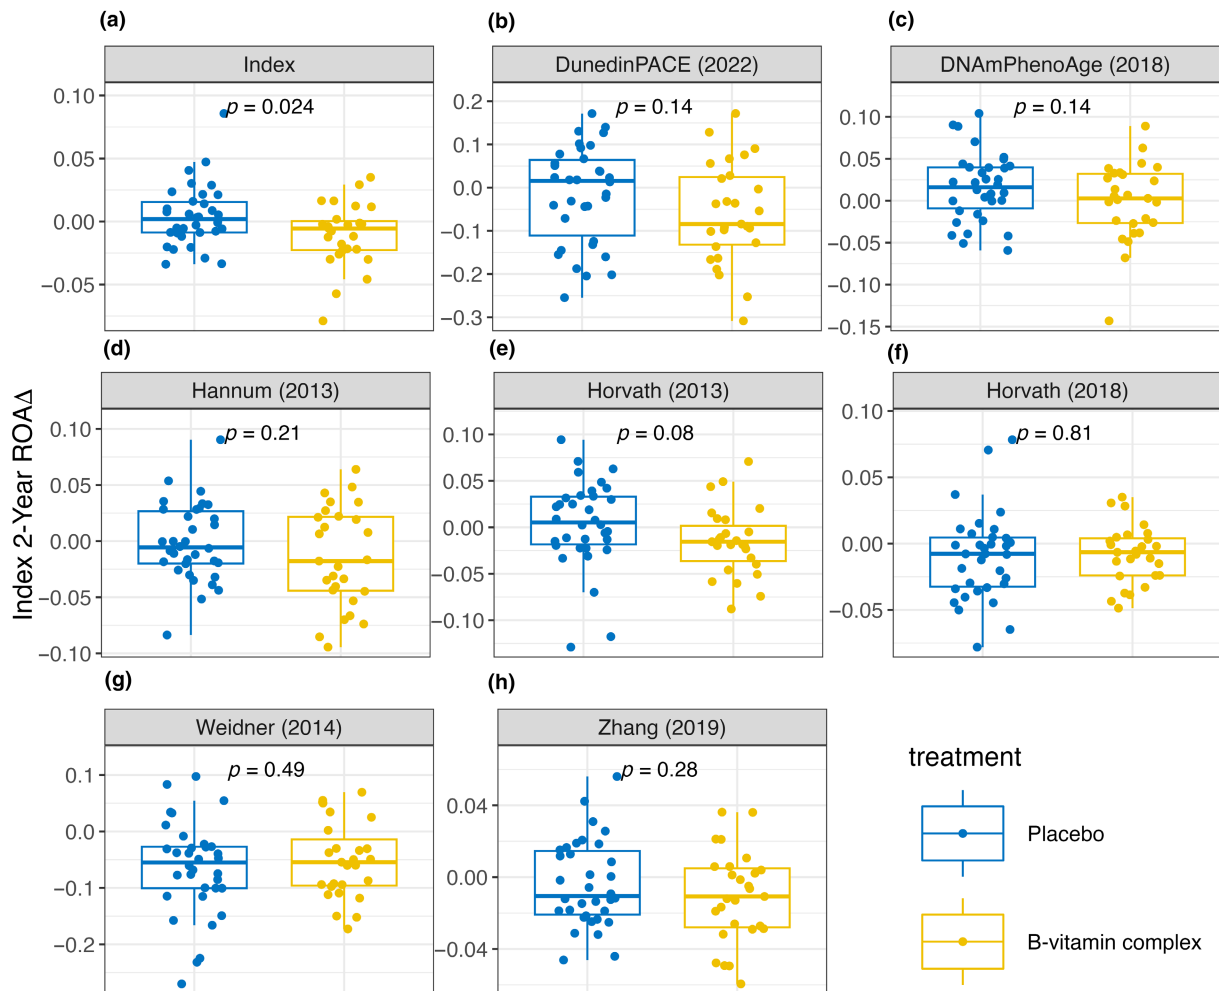 (a)
(b)
(c)
Index
DunedinPACE (2022)
DNAmPhenoAge (2018)
p = 0.024
p = 0.14
p = 0.14
0.10
0.05
0.00
−0.05
0.2
0.1
0.0
−0.1
−0.2
−0.3
0.10
0.05
0.00
−0.05
−0.10
−0.15
(d)
(e)
(f)
Hannum (2013)
Horvath (2013)
Horvath (2018)
p = 0.21
p = 0.08
p = 0.81
Index 2-Year ROAΔ
0.10
0.05
0.00
−0.05
−0.10
0.10
0.05
0.00
−0.05
−0.10
0.10
0.05
0.00
−0.05
(g)
(h)
Weidner (2014)
Zhang (2019)
p = 0.49
p = 0.28
0.1
0.0
−0.1
−0.2
0.04
0.00
−0.04
treatment
Placebo
B-vitamin complex